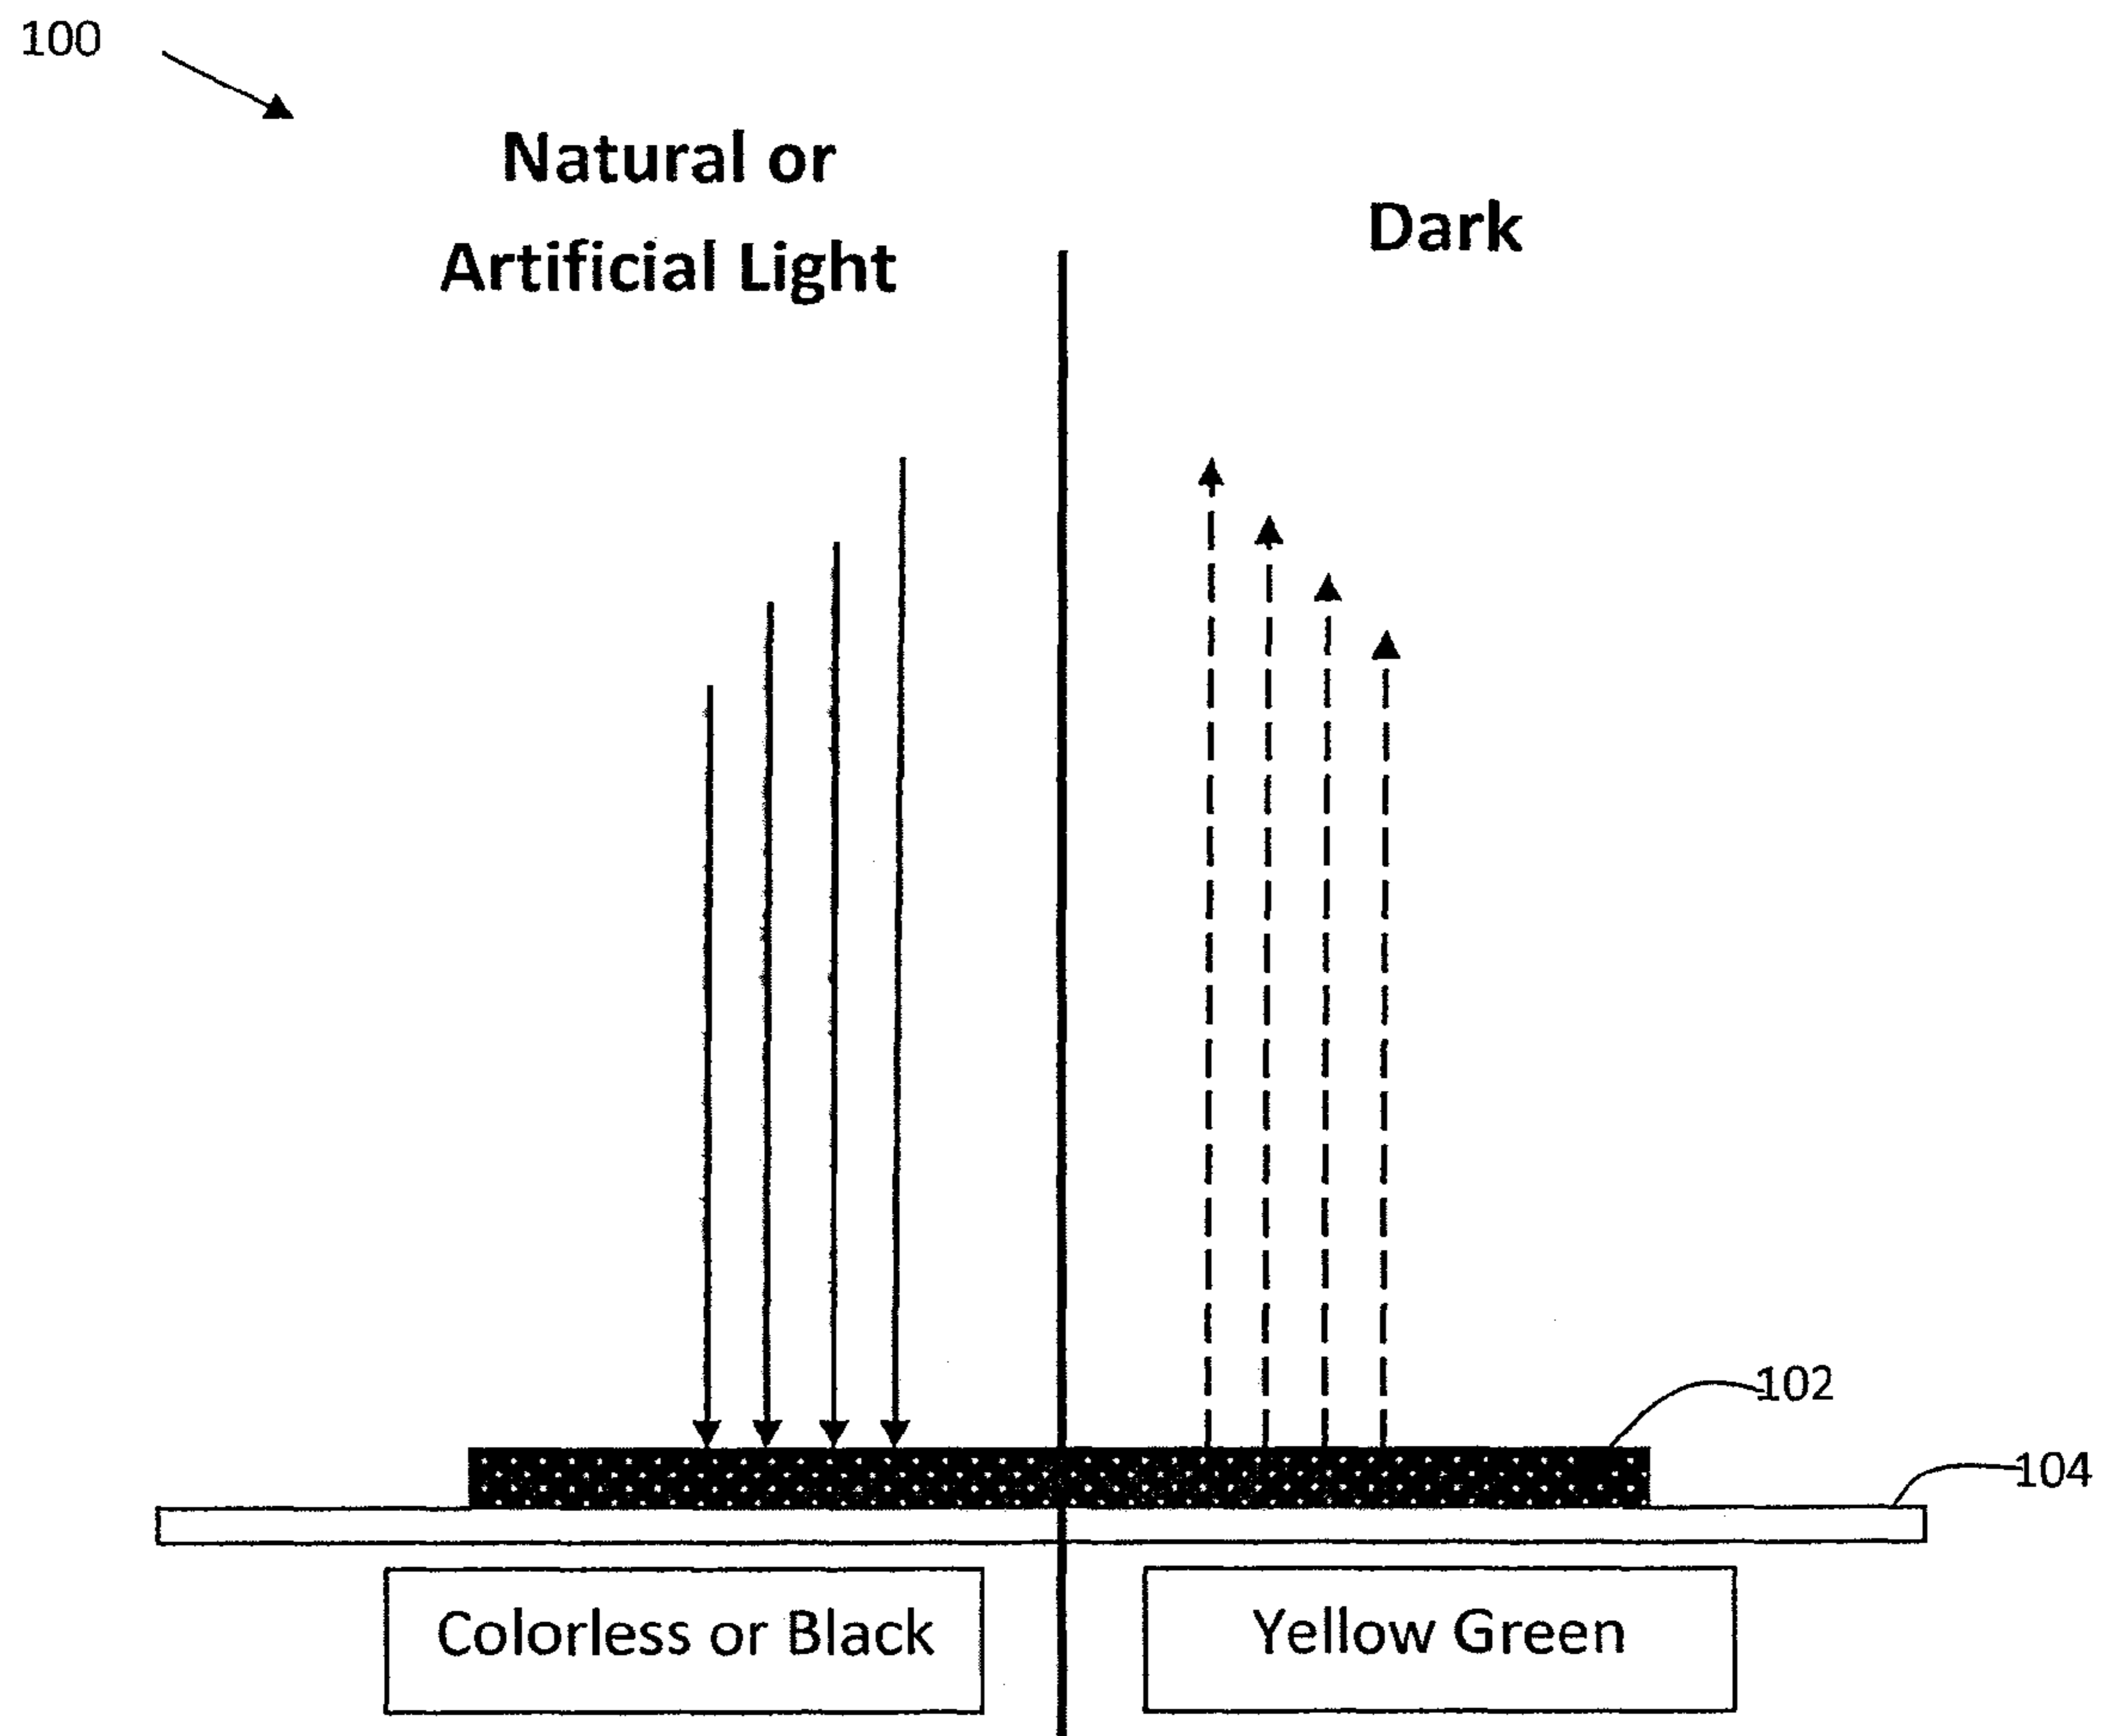 100
Natural or
Artificial Light
Dark
102
104
Colorless or Black
Yellow Green